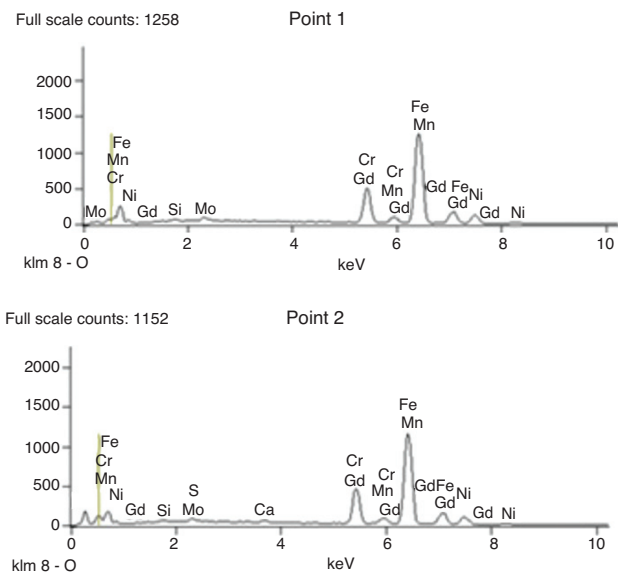 Full scale counts: 1258
Point 1
2000
1500
1000
500
0
Fe
Mn
Cr
Mo
Ni
Gd
Si
Mo
Cr
Gd
Cr
Mn
Gd
Fe
Mn
Gd Fe
Gd
Ni
Gd
Ni
0 2 4 6 8 10
klm 8 - O
keV
Full scale counts: 1152
Point 2
2000
1500
1000
500
0
Fe
Cr
Mn
Ni
Gd
Si
S
Mo
Ca
Cr
Gd
Cr
Mn
Gd
Fe
Mn
GdFe
Gd
Ni
Gd
Ni
0 2 4 6 8 10
klm 8 - O
keV